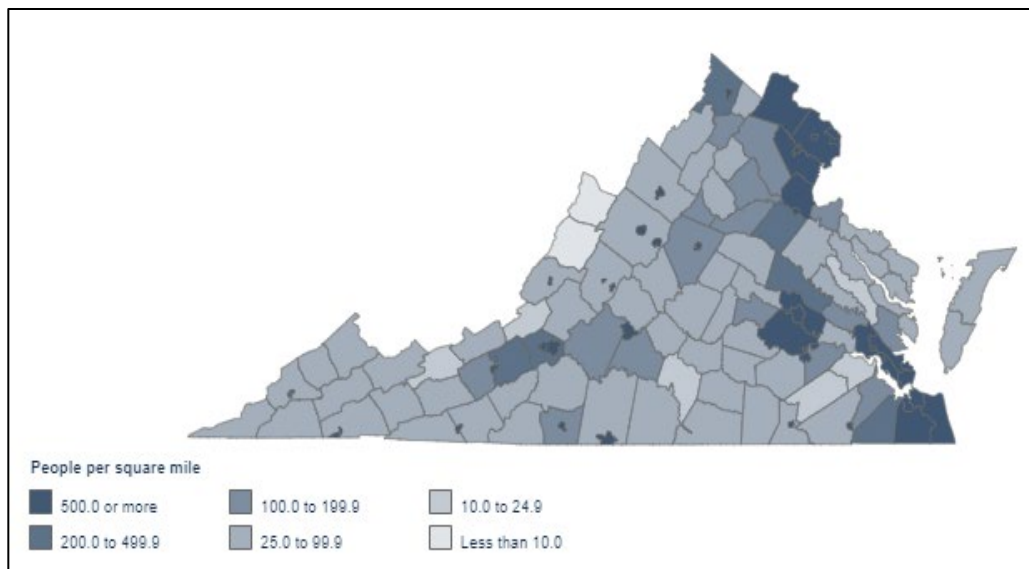 People per square mile
500.0 or more
100.0 to 199.9
10.0 to 24.9
200.0 to 499.9
25.0 to 99.9
Less than 10.0